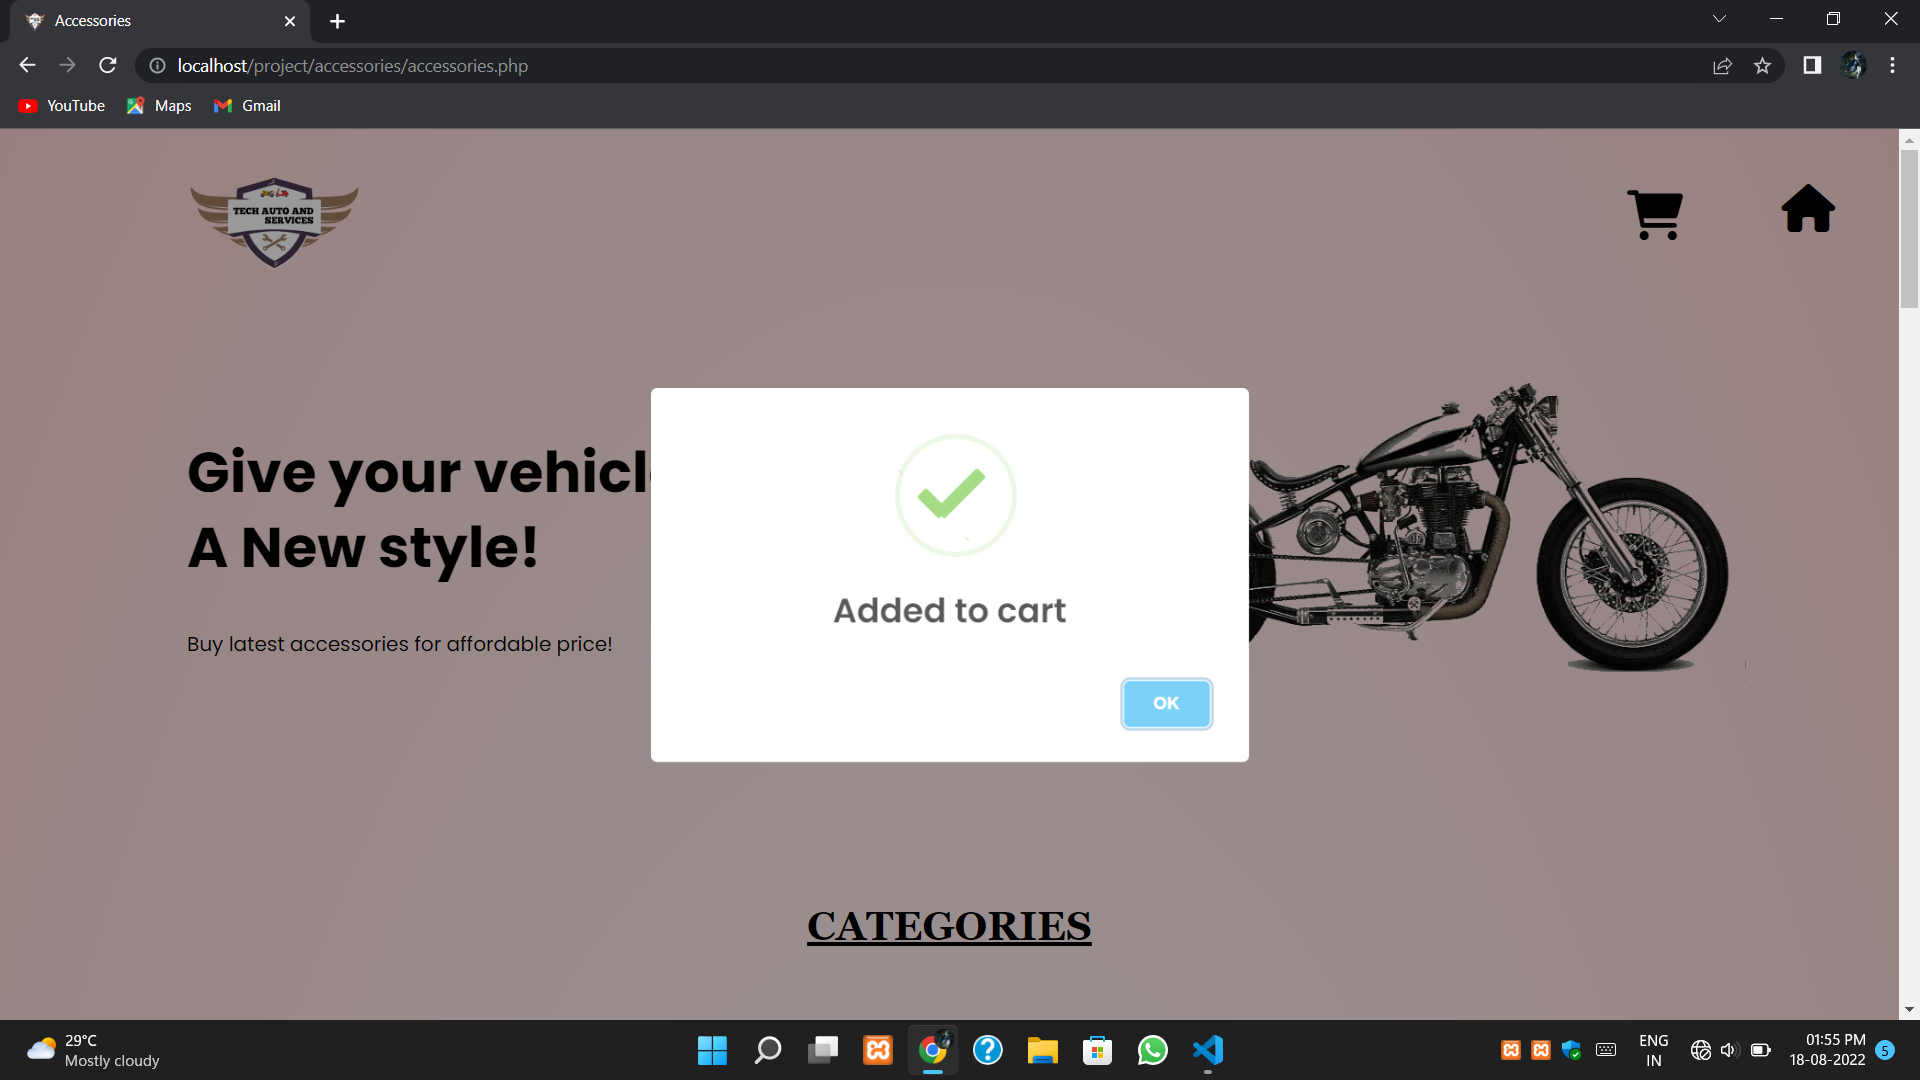 Accessories
localhost/project/accessories/accessories.php
YouTube
Maps
Gmail
TECH AUTO AND
SERVICES
Give your vehicl
A New style!
Buy latest accessories for affordable price!
Added to cart
OK
CATEGORIES
29°C
Mostly cloudy
ENG
IN
01:55 PM
18-08-2022
5